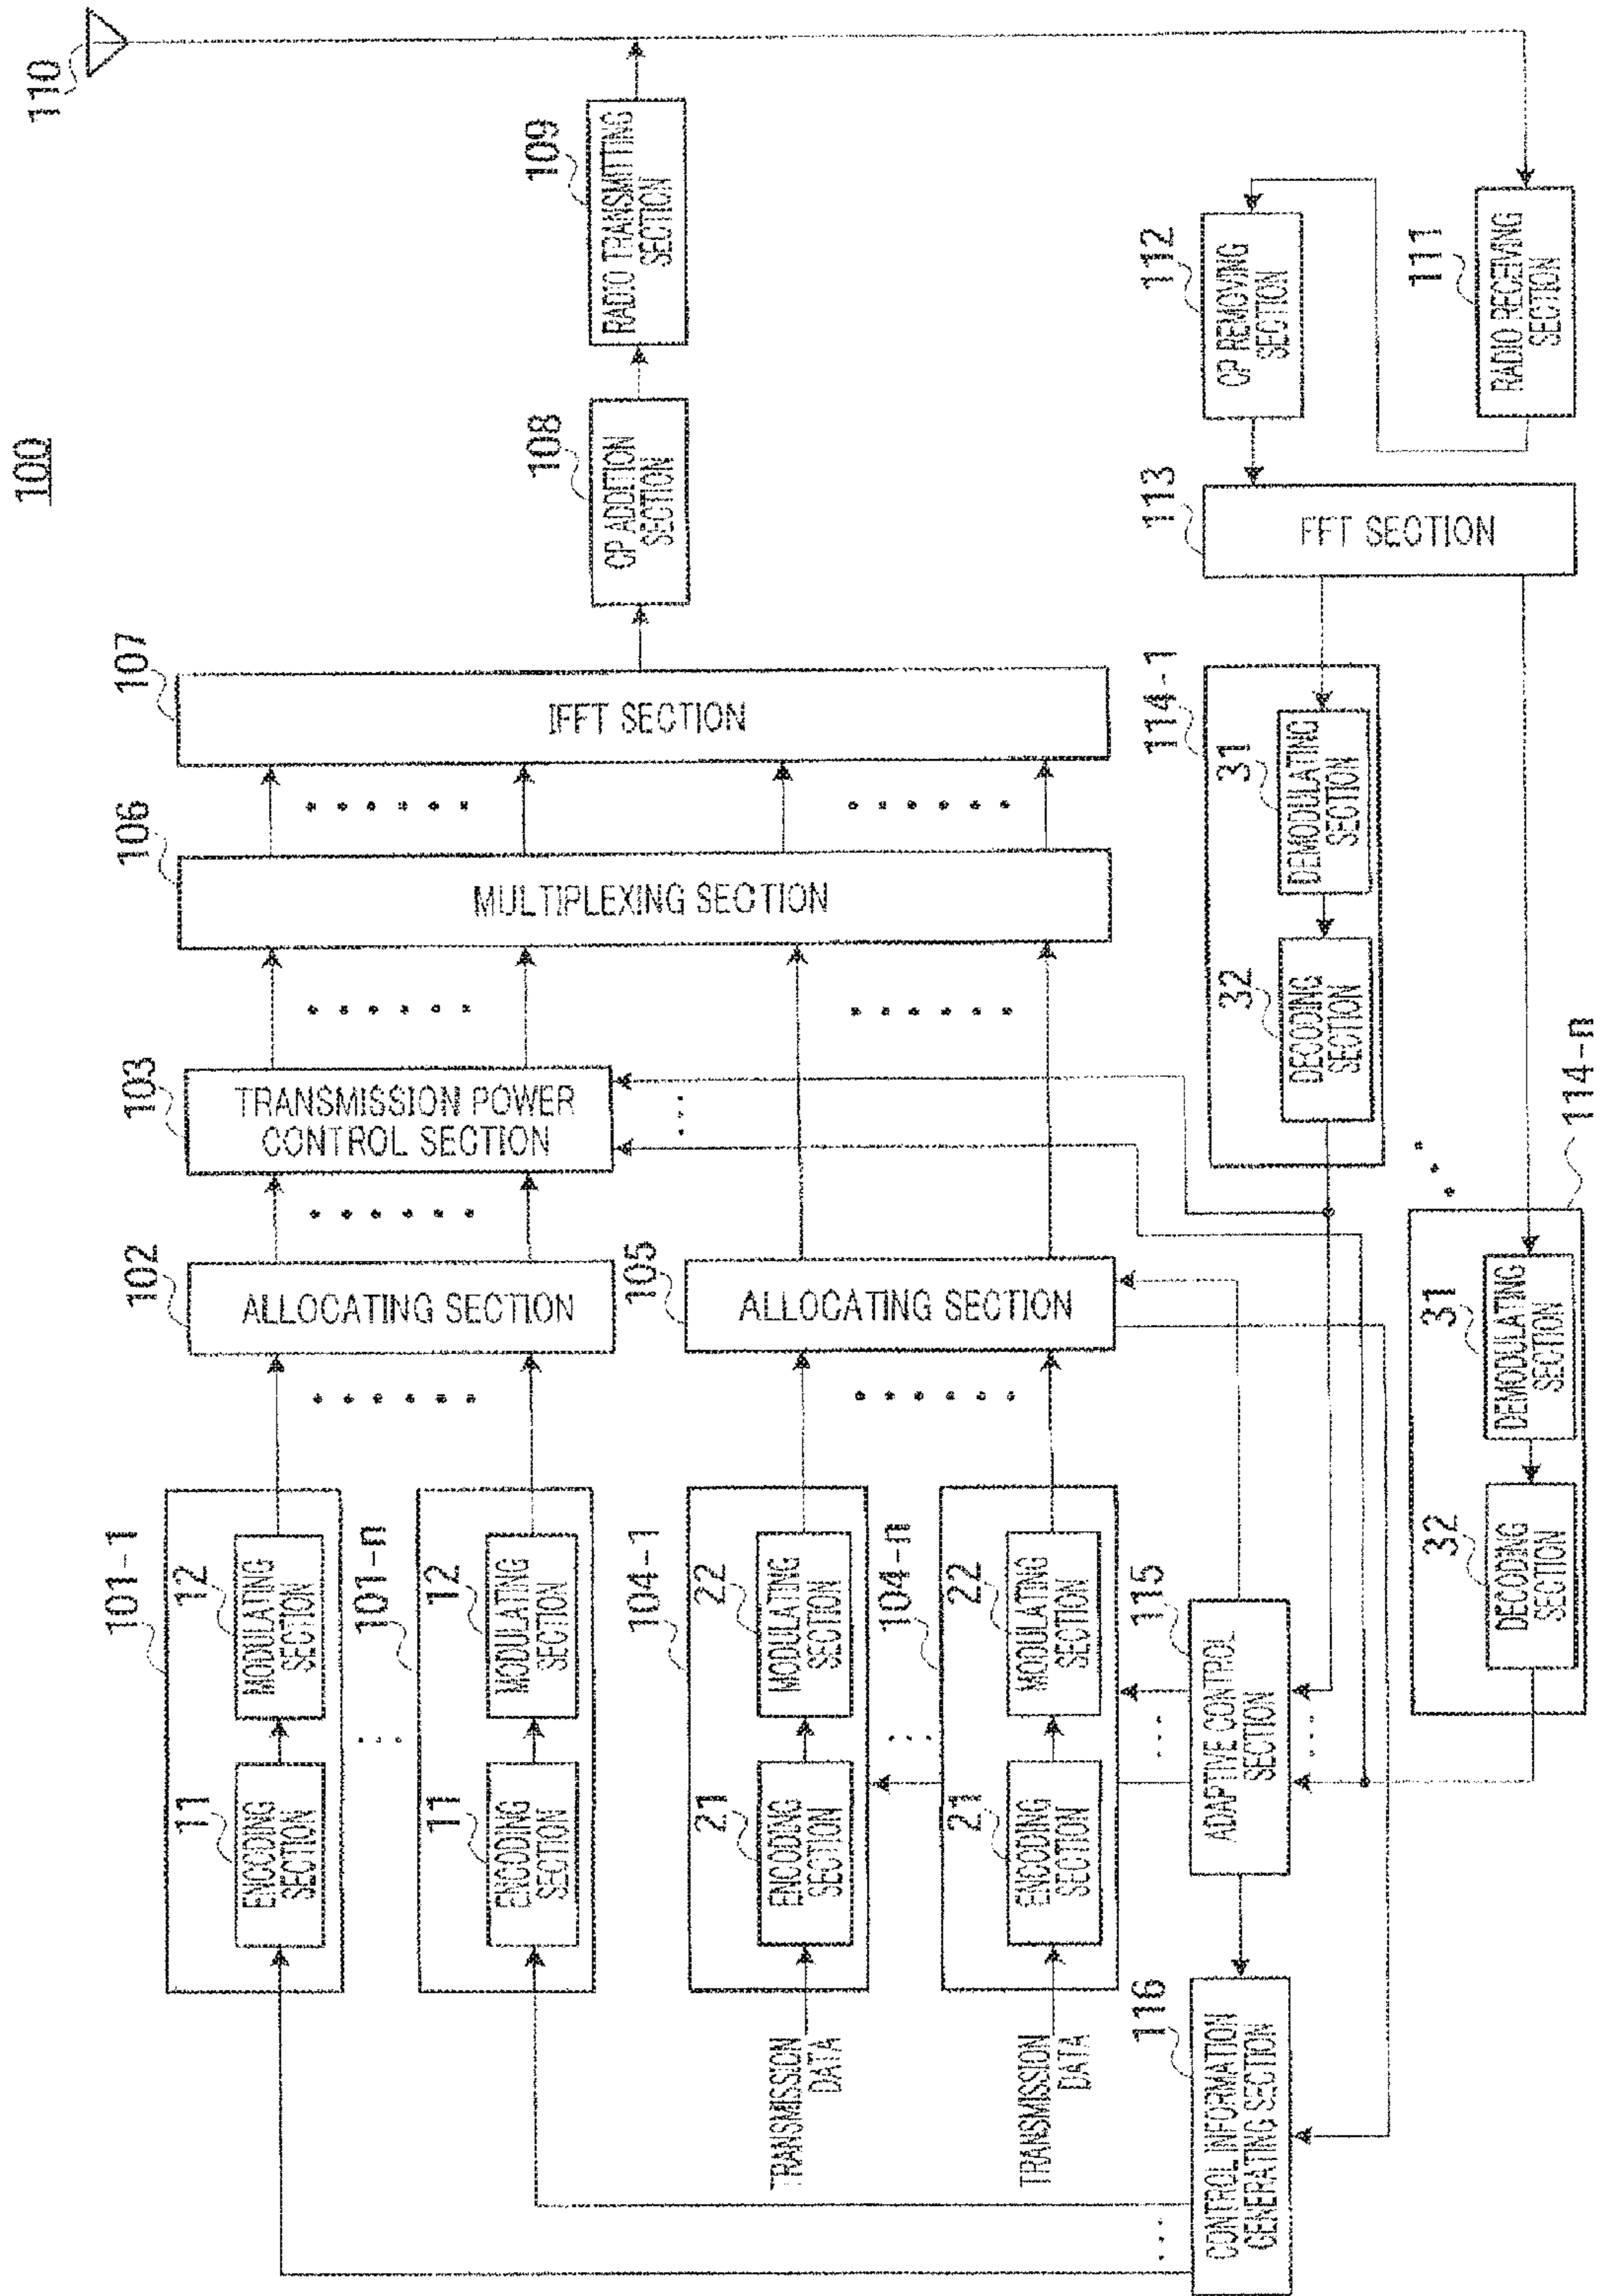 100
110
101-1
11
ENCODING
SECTION
12
MODULATING
SECTION
101-n
11
ENCODING
SECTION
12
MODULATING
SECTION
102
ALLOCATING SECTION
103
TRANSMISSION POWER
CONTROL SECTION
106
MULTIPLEXING SECTION
107
IFFT SECTION
108
CP ADDITION
SECTION
109
RADIO TRANSMITTING
SECTION
TRANSMISSION
DATA
104-1
21
ENCODING
SECTION
22
MODULATING
SECTION
TRANSMISSION
DATA
104-n
21
ENCODING
SECTION
22
MODULATING
SECTION
105
ALLOCATING SECTION
116
CONTROL INFORMATION
GENERATING SECTION
115
ADAPTIVE CONTROL
SECTION
114-1
32
DECODING
SECTION
31
DEMODULATING
SECTION
113
FFT SECTION
112
CP REMOVING
SECTION
111
RADIO RECEIVING
SECTION
32
DECODING
SECTION
31
DEMODULATING
SECTION
114-n